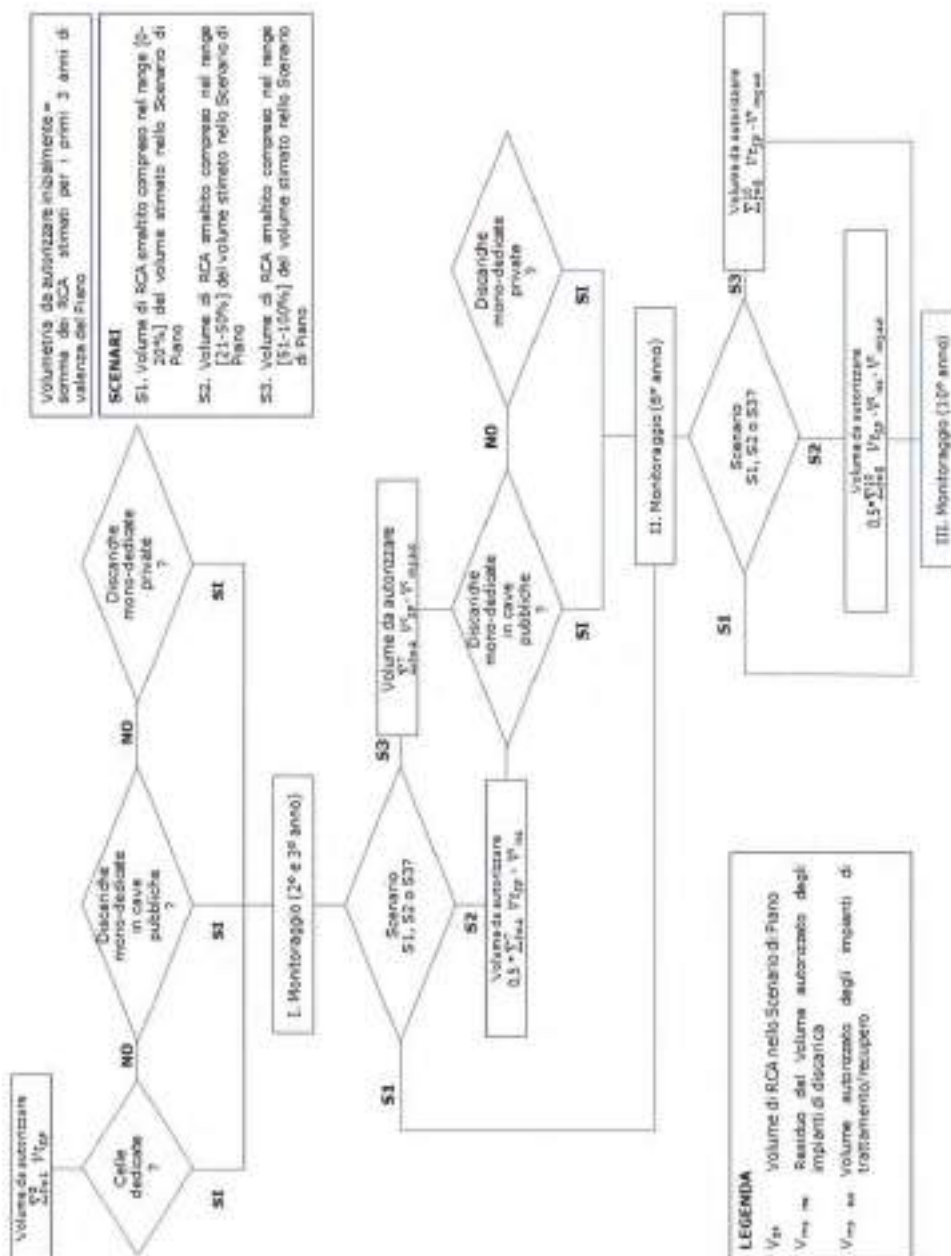 Volume da autorizzare
Celle
dedicate
?
NO
SI
Discariche
mono-dedicate
in cave
pubbliche
?
NO
SI
Discariche
mono-dedicate
private
?
SI
Volumetria da autorizzare inizialmente =
somma dei RCA stimati per i primi 3 anni di
valenza del Piano
SCENARI
S1. Volume di RCA smaltito compreso nel range [0-
20%] del volume stimato nello Scenario di
Piano
S2. Volume di RCA smaltito compreso nel range
[21-50%] del volume stimato nello Scenario di
Piano
S3. Volume di RCA smaltito compreso nel range
[51-100%] del volume stimato nello Scenario
di Piano
I. Monitoraggio (2° e 3° anno)
Scenario
S1, S2 o S3?
S1
S2
S3
Volume da autorizzare
Volume da autorizzare
Discariche
mono-dedicate
in cave
pubbliche
?
NO
SI
Discariche
mono-dedicate
private
?
SI
II. Monitoraggio (6° anno)
Scenario
S1, S2 o S3?
S1
S2
S3
Volume da autorizzare
Volume da autorizzare
III. Monitoraggio (10° anno)
LEGENDA
Volume di RCA nello Scenario di Piano
Residuo del Volume autorizzato degli
impianti di discarica
Volume autorizzato degli impianti di
trattamento/recupero